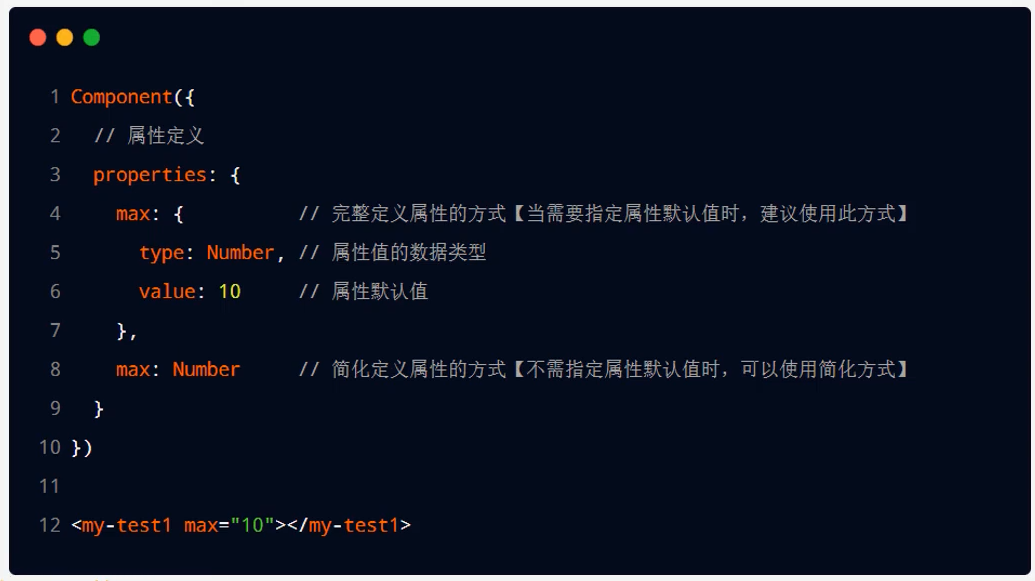 1 Component({
2   // 属性定义
3   properties: {
4     max: {          // 完整定义属性的方式【当需要指定属性默认值时，建议使用此方式】
5       type: Number, // 属性值的数据类型
6       value: 10     // 属性默认值
7     },
8     max: Number     // 简化定义属性的方式【不需指定属性默认值时，可以使用简化方式】
9   }
10 })
11
12 <my-test1 max="10"></my-test1>